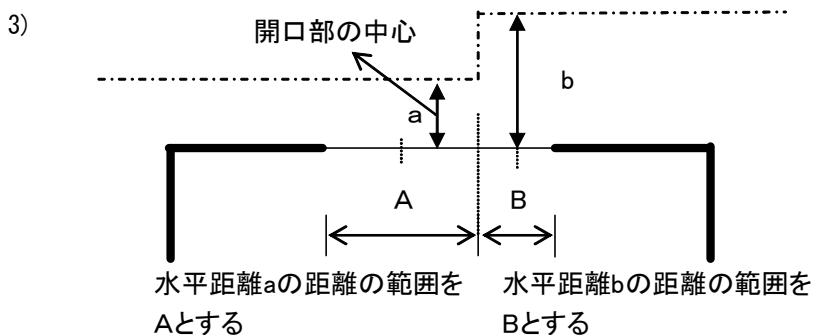 3)
開口部の中心
a
b
A
B
水平距離aの距離の範囲を
Aとする
水平距離bの距離の範囲を
Bとする